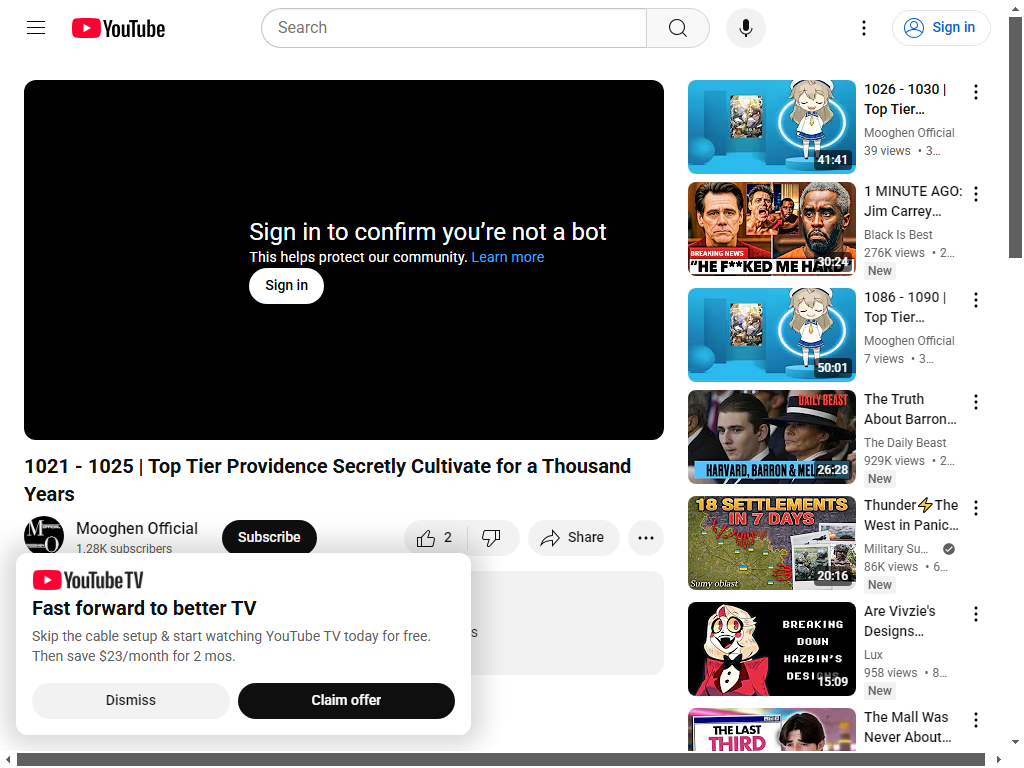 YouTube
Search
Sign in
Sign in to confirm you’re not a bot
This helps protect our community. Learn more
Sign in
1021 - 1025 | Top Tier Providence Secretly Cultivate for a Thousand
Years
Mooghen Official
1.28K subscribers
Subscribe
2
Share
s
YouTube TV
Fast forward to better TV
Skip the cable setup & start watching YouTube TV today for free.
Then save $23/month for 2 mos.
Dismiss
Claim offer
41:41
1026 - 1030 |
Top Tier…
Mooghen Official
39 views • 3…
BREAKING NEWS
"HE F**KED ME HARD
30:24
1 MINUTE AGO:
Jim Carrey…
Black Is Best
276K views • 2…
New
50:01
1086 - 1090 |
Top Tier…
Mooghen Official
7 views • 3…
DAILY BEAST
HARVARD, BARRON & MEL
26:28
The Truth
About Barron…
The Daily Beast
929K views • 2…
New
18 SETTLEMENTS
IN 7 DAYS
Sumy oblast
20:16
Thunder⚡The
West in Panic…
Military Su…
86K views • 6…
New
BREAKING
DOWN
HAZBIN'S
DESIGNS
15:09
Are Vivzie's
Designs…
Lux
958 views • 8…
New
THE LAST
THIRD
The Mall Was
Never About…